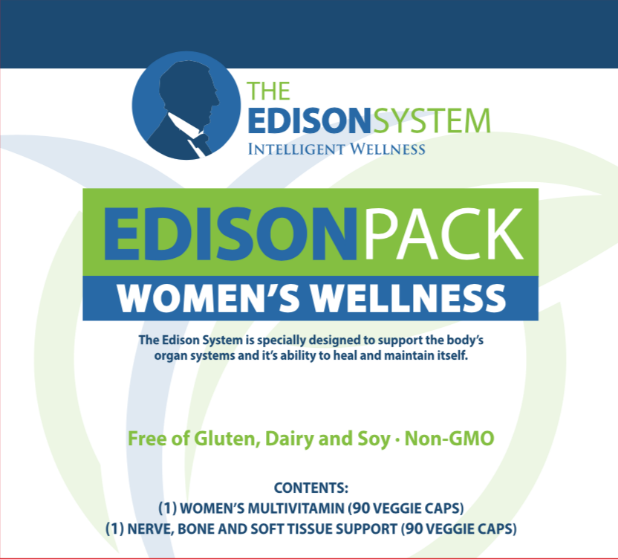 THE
EDISONSYSTEM
INTELLIGENT WELLNESS
EDISONPACK
WOMEN'S WELLNESS
The Edison System is specially designed to support the body's
organ systems and it's ability to heal and maintain itself.
Free of Gluten, Dairy and Soy · Non-GMO
CONTENTS:
(1) WOMEN'S MULTIVITAMIN (90 VEGGIE CAPS)
(1) NERVE, BONE AND SOFT TISSUE SUPPORT (90 VEGGIE CAPS)